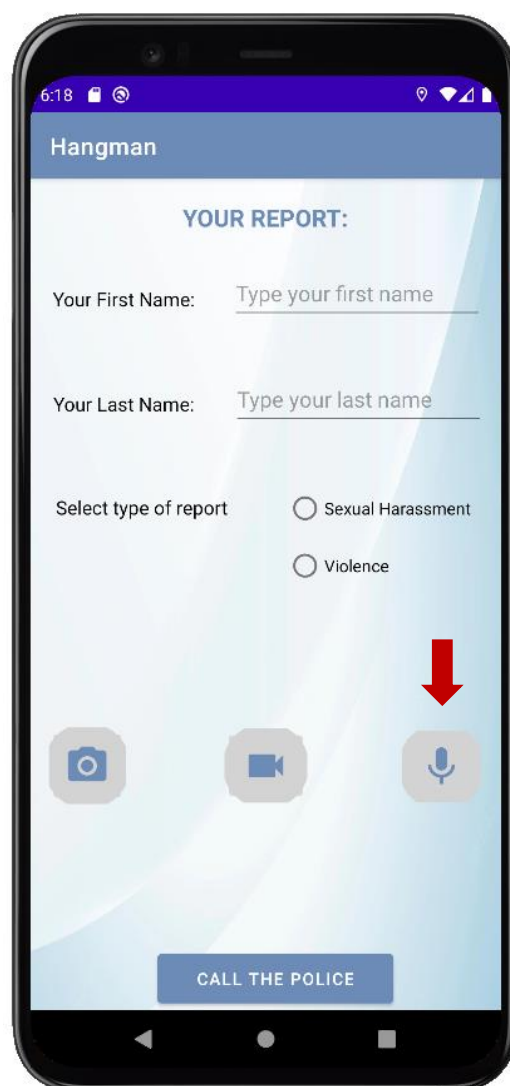 6:18
Hangman
YOUR REPORT:
Your First Name: Type your first name
Your Last Name: Type your last name
Select type of report Sexual Harassment
Violence
CALL THE POLICE